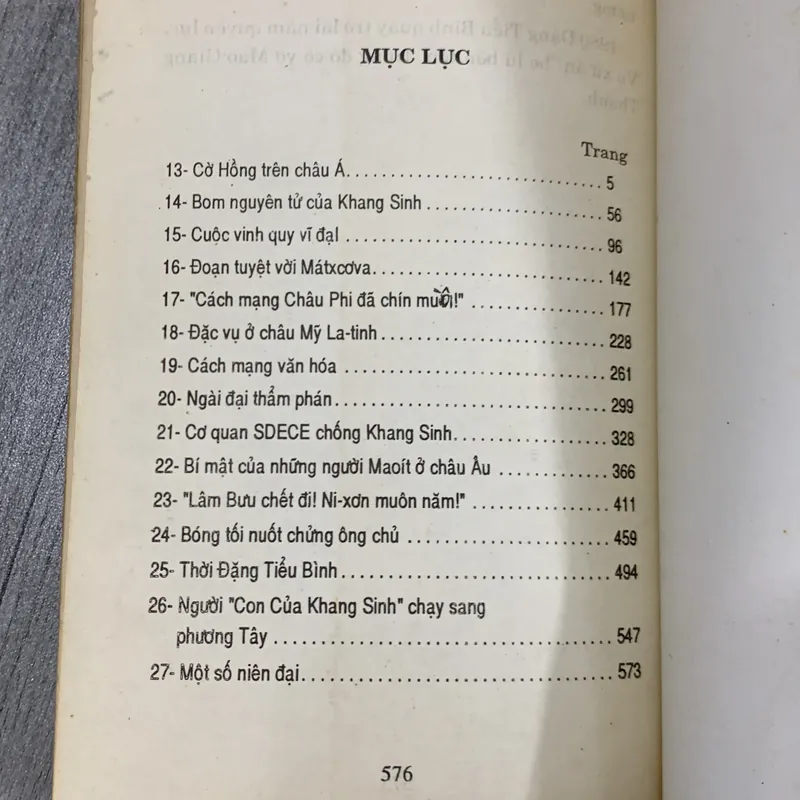 MỤC LỤC
Trang
13- Cờ Hồng trên châu Á.............................5
14- Bom nguyên tử của Khang Sinh.....................56
15- Cuộc vinh quy vĩ đại.............................96
16- Đoạn tuyệt với Mátxcơva..........................142
17- "Cách mạng Châu Phi đã chín muồi!"...............177
18- Đặc vụ ở châu Mỹ La-tinh.........................228
19- Cách mạng văn hóa................................261
20- Ngài đại thẩm phán...............................299
21- Cơ quan SDECE chống Khang Sinh...................328
22- Bí mật của những người Maoít ở châu Âu...........366
23- "Lâm Bưu chết đi! Ni-xơn muôn năm!"..............411
24- Bóng tối nuốt chửng ông chủ......................459
25- Thời Đặng Tiểu Bình..............................494
26- Người "Con Của Khang Sinh" chạy sang
phương Tây...........................................547
27- Một số niên đại..................................573
576